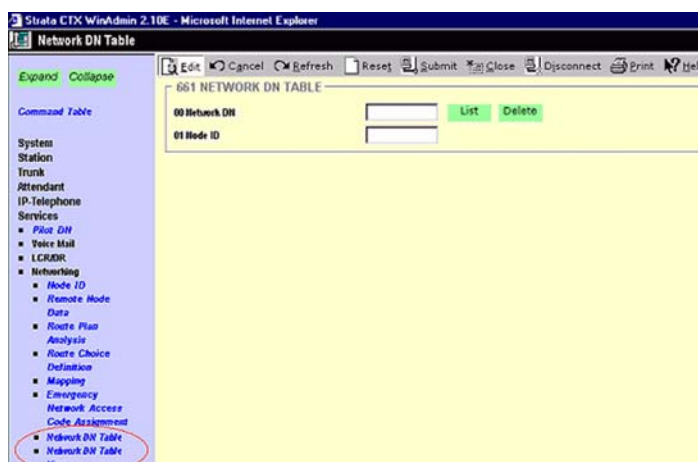 Strata CTX WinAdmin 2.10E - Microsoft Internet Explorer
Network DN Table
Edit Cancel Refresh Reset Submit Close Disconnect Print Hel
Expand Collapse
Command Table
System
Station
Trunk
Attendant
IP-Telephone
Services
Pilot DN
Voice Mail
LCR/DR
Networking
Node ID
Remote Node
Data
Route Plan
Analysis
Route Choice
Definition
Mapping
Emergency
Network Access
Code Assignment
Network DN Table
Network DN Table
661 NETWORK DN TABLE
00 Network DN List Delete
01 Node ID